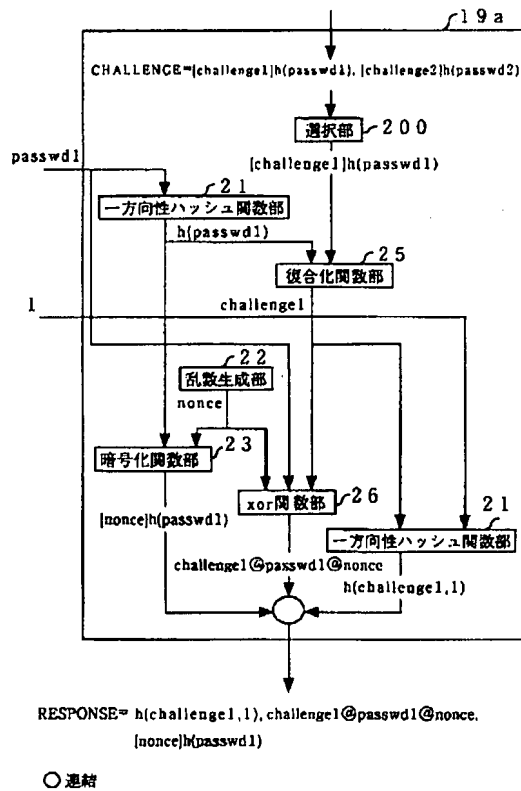 19a
CHALLENGE=[challenge1]h(passwd1), [challenge2]h(passwd2)
選択部 200
passwd1
[challenge1]h(passwd1)
21
一方向性ハッシュ関数部
h(passwd1)
25
復合化関数部
1
challenge1
22
乱数生成部
nonce
暗号化関数部 23
xor関数部 26
21
一方向性ハッシュ関数部
[nonce]h(passwd1)
challenge1@passwd1@nonce
h(challenge1,1)
RESPONSE= h(challenge1,1), challenge1@passwd1@nonce,
[nonce]h(passwd1)
○ 連結